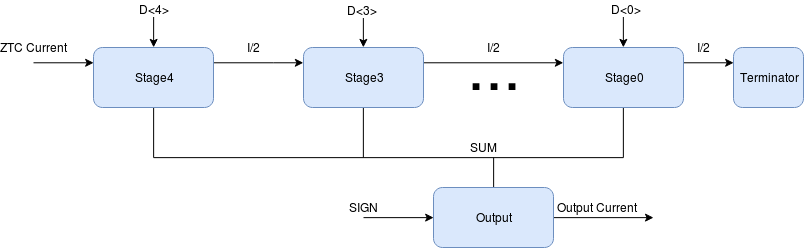 D<4>
D<3>
D<0>
ZTC Current
I/2
I/2
I/2
Stage4
Stage3
...
Stage0
Terminator
SUM
SIGN
Output
Output Current